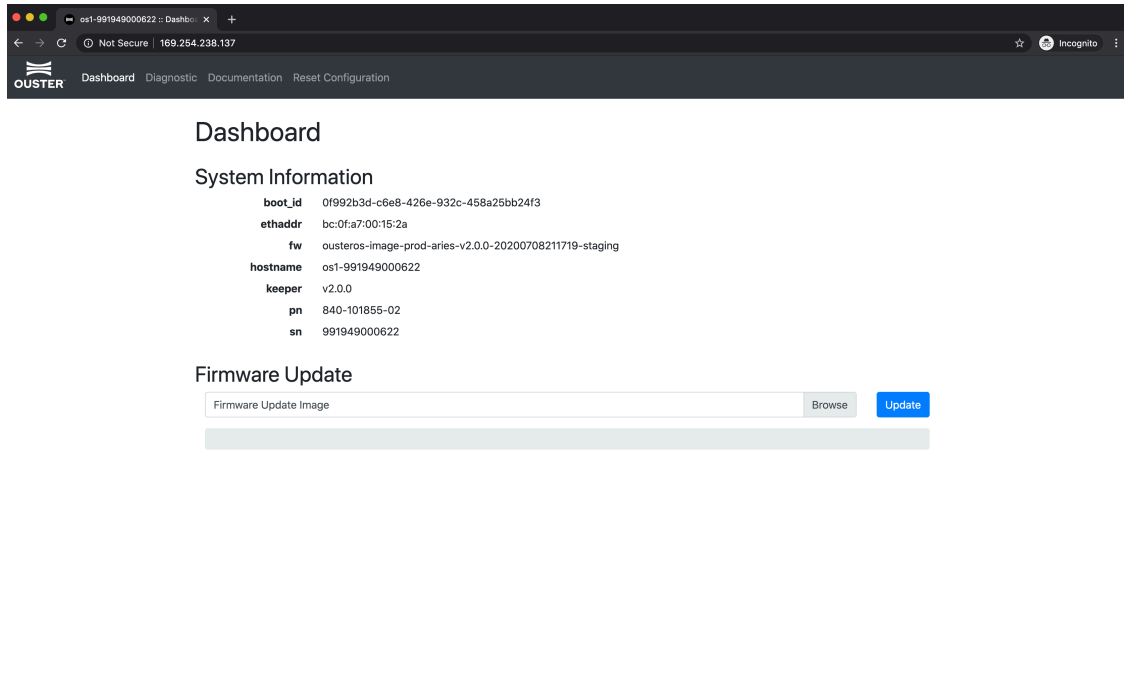 os1-991949000622 :: Dashbo
Not Secure 169.254.238.137
Incognito
OUSTER
Dashboard Diagnostic Documentation Reset Configuration
Dashboard
System Information
boot_id 0f992b3d-c6e8-426e-932c-458a25bb24f3
ethaddr bc:0f:a7:00:15:2a
fw ousteros-image-prod-aries-v2.0.0-20200708211719-staging
hostname os1-991949000622
keeper v2.0.0
pn 840-101855-02
sn 991949000622
Firmware Update
Firmware Update Image Browse Update